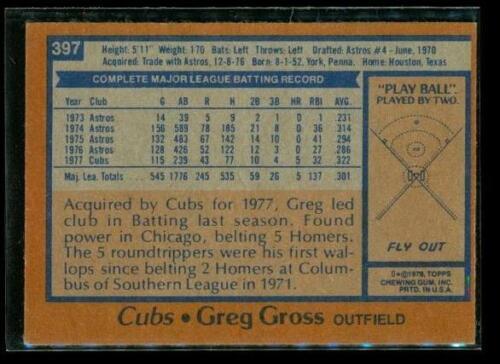 397
Height: 5'11" Weight: 170 Bats: Left Throws: Left Drafted: Astros #4-June, 1970
Acquired: Trade with Astros, 12-8-76 Born: 8-1-52, York, Penna. Home: Houston, Texas
COMPLETE MAJOR LEAGUE BATTING RECORD
Year Club G AB R H 2B 3B HR RBI AVG.
1973 Astros 14 39 5 9 2 1 0 1 .231
1974 Astros 156 589 78 185 21 8 0 36 .314
1975 Astros 132 483 67 142 14 10 0 41 .294
1976 Astros 128 426 52 122 12 3 0 27 .286
1977 Cubs 115 239 43 77 10 4 5 32 .322
Maj. Lea. Totals 545 1776 245 535 59 26 5 137 .301
Acquired by Cubs for 1977, Greg led
club in Batting last season. Found
power in Chicago, belting 5 Homers.
The 5 roundtrippers were his first wal-
lops since belting 2 Homers at Colum-
bus of Southern League in 1971.
"PLAY BALL"
PLAYED BY TWO.
FLY OUT
©1978, TOPPS
CHEWING GUM, INC.
PRTD. IN U.S.A.
Cubs • Greg Gross OUTFIELD